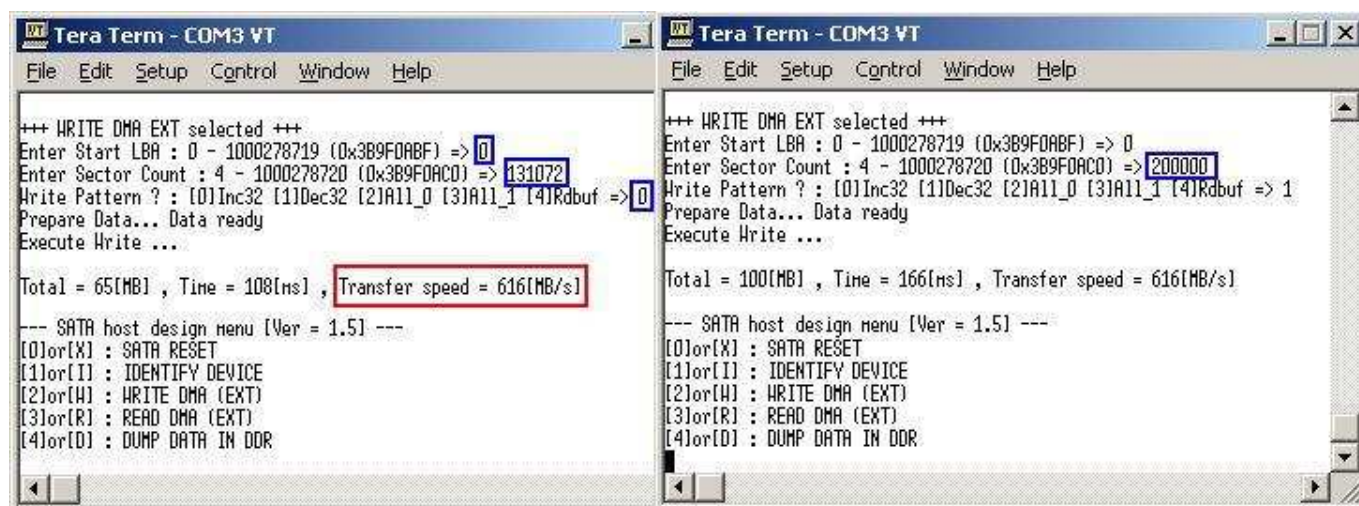 Tera Term - COM3 VT
File Edit Setup Control Window Help
+++ WRITE DMA EXT selected +++
Enter Start LBA : 0 - 1000278719 (0x3B9F0ABF) => 0
Enter Sector Count : 4 - 1000278720 (0x3B9F0AC0) => 131072
Write Pattern ? : [0]Inc32 [1]Dec32 [2]All_0 [3]All_1 [4]Rdbuf => 0
Prepare Data... Data ready
Execute Write ...
Total = 65[MB] , Time = 108[ms] , Transfer speed = 616[MB/s]
--- SATA host design menu [Ver = 1.5] ---
[0]or[X] : SATA RESET
[1]or[I] : IDENTIFY DEVICE
[2]or[W] : WRITE DMA (EXT)
[3]or[R] : READ DMA (EXT)
[4]or[D] : DUMP DATA IN DDR
Tera Term - COM3 VT
File Edit Setup Control Window Help
+++ WRITE DMA EXT selected +++
Enter Start LBA : 0 - 1000278719 (0x3B9F0ABF) => 0
Enter Sector Count : 4 - 1000278720 (0x3B9F0AC0) => 200000
Write Pattern ? : [0]Inc32 [1]Dec32 [2]All_0 [3]All_1 [4]Rdbuf => 1
Prepare Data... Data ready
Execute Write ...
Total = 100[MB] , Time = 166[ms] , Transfer speed = 616[MB/s]
--- SATA host design menu [Ver = 1.5] ---
[0]or[X] : SATA RESET
[1]or[I] : IDENTIFY DEVICE
[2]or[W] : WRITE DMA (EXT)
[3]or[R] : READ DMA (EXT)
[4]or[D] : DUMP DATA IN DDR